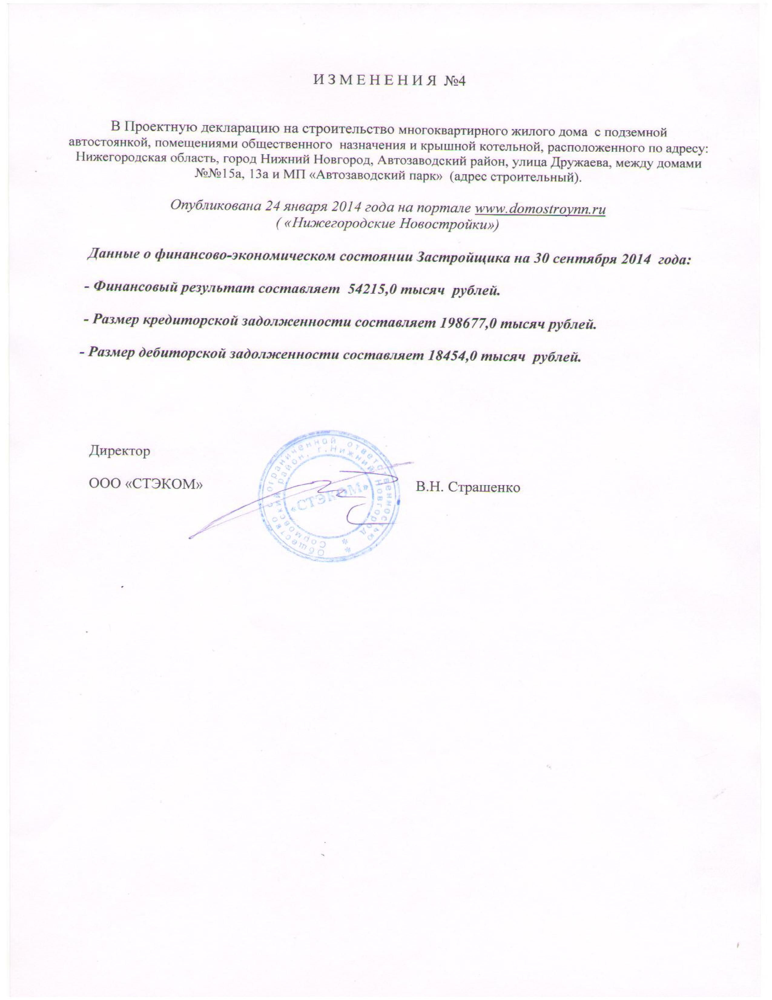 ИЗМЕНЕНИЯ №4
В Проектную декларацию на строительство многоквартирного жилого дома с подземной
автостоянкой, помещениями общественного назначения и крышной котельной, расположенного по адресу:
Нижегородская область, город Нижний Новгород, Автозаводский район, улица Дружаева, между домами
№№15а, 13а и МП «Автозаводский парк» (адрес строительный).
Опубликована 24 января 2014 года на портале www.domostroynn.ru
( «Нижегородские Новостройки»)
Данные о финансово-экономическом состоянии Застройщика на 30 сентября 2014 года:
- Финансовый результат составляет 54215,0 тысяч рублей.
- Размер кредиторской задолженности составляет 198677,0 тысяч рублей.
- Размер дебиторской задолженности составляет 18454,0 тысяч рублей.
Директор
ООО «СТЭКОМ»
В.Н. Страшенко
Общество с ограниченной ответственностью
Сормовский район, г.Нижний Новгород
«СТЭКОМ»